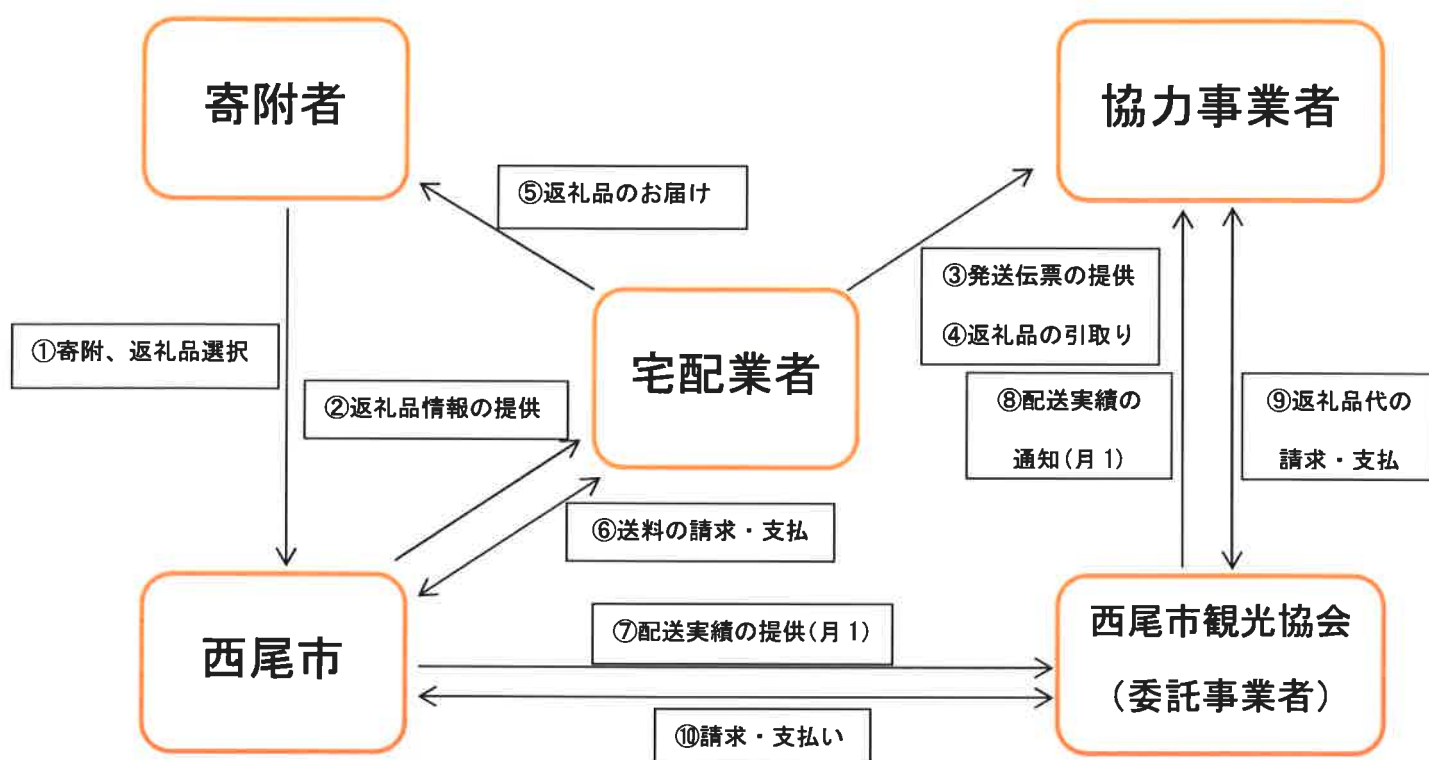 寄附者
協力事業者
⑤返礼品のお届け
③発送伝票の提供
④返礼品の引取り
①寄附、返礼品選択
宅配業者
②返礼品情報の提供
⑧配送実績の
通知(月1)
⑨返礼品代の
請求・支払
⑥送料の請求・支払
西尾市
⑦配送実績の提供(月1)
西尾市観光協会
(委託事業者)
⑩請求・支払い